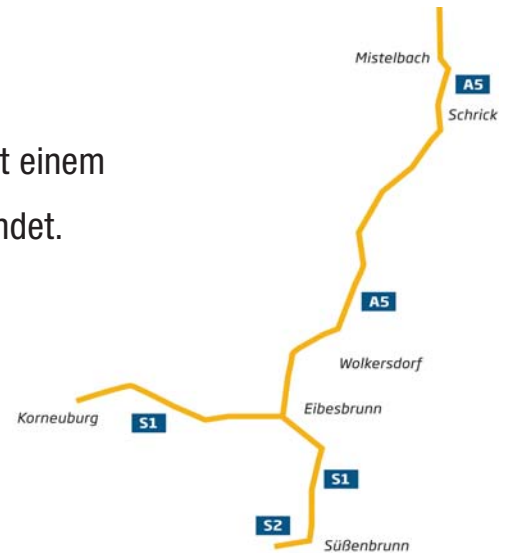 Mistelbach
A5
Schrick
t einem
ndet.
A5
Wolkersdorf
Eibesbrunn
Korneuburg
S1
S1
S2
Süßenbrunn